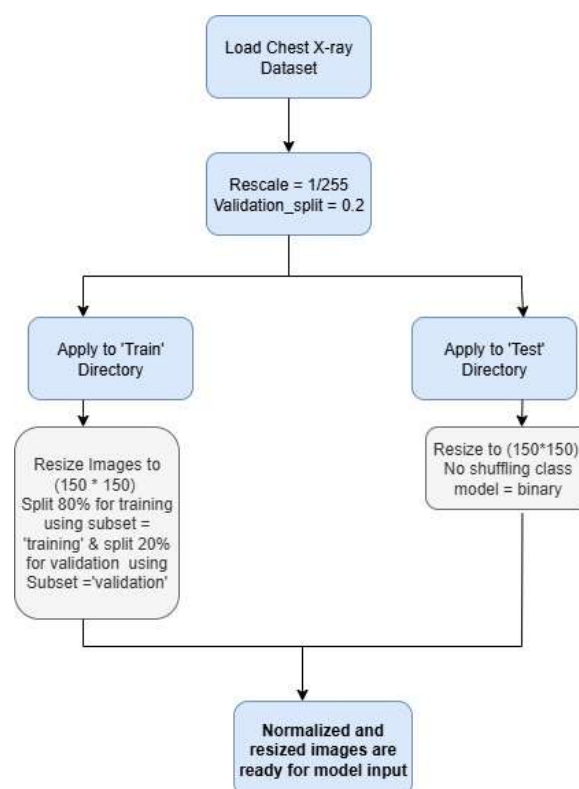 Load Chest X-ray
Dataset
Rescale = 1/255
Validation_split = 0.2
Apply to 'Train'
Directory
Apply to 'Test'
Directory
Resize Images to
(150 * 150)
Split 80% for training
using subset =
'training' & split 20%
for validation using
Subset ='validation'
Resize to (150*150)
No shuffling class
model = binary
Normalized and
resized images are
ready for model input